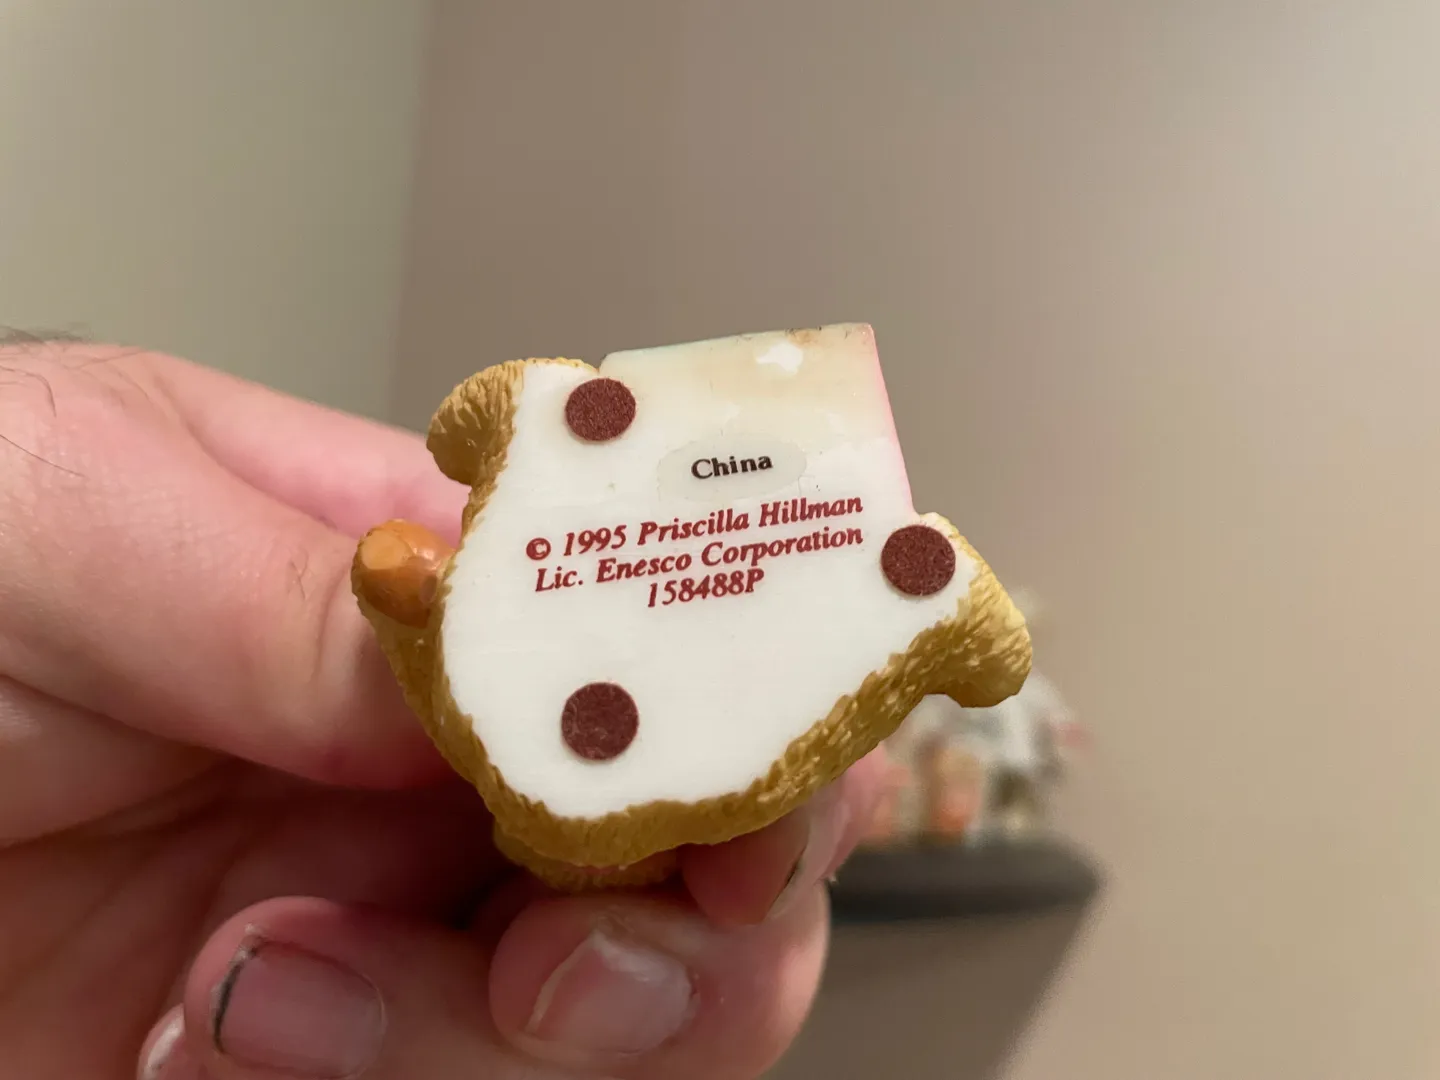 China
© 1995 Priscilla Hillman
Lic. Enesco Corporation
158488P